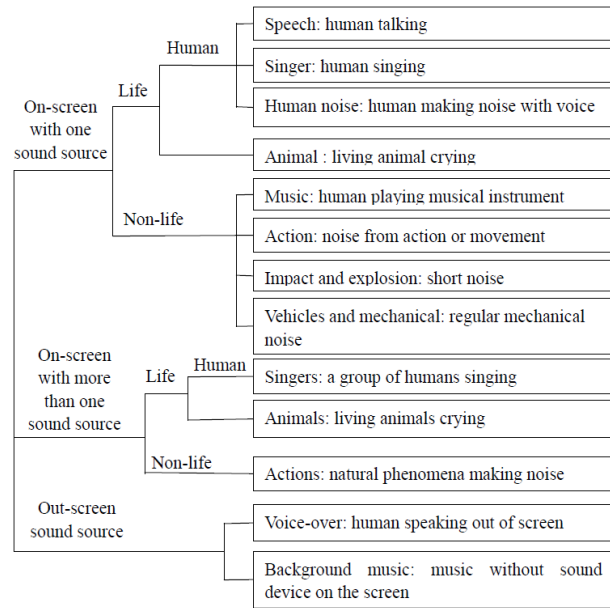 Speech: human talking
Human
Singer: human singing
Life
On-screen
with one
sound source
Human noise: human making noise with voice
Animal : living animal crying
Music: human playing musical instrument
Non-life
Action: noise from action or movement
Impact and explosion: short noise
Vehicles and mechanical: regular mechanical
noise
On-screen
with more
than one
sound source
Life
Human
Singers: a group of humans singing
Animals: living animals crying
Non-life
Actions: natural phenomena making noise
Out-screen
sound source
Voice-over: human speaking out of screen
Background music: music without sound
device on the screen